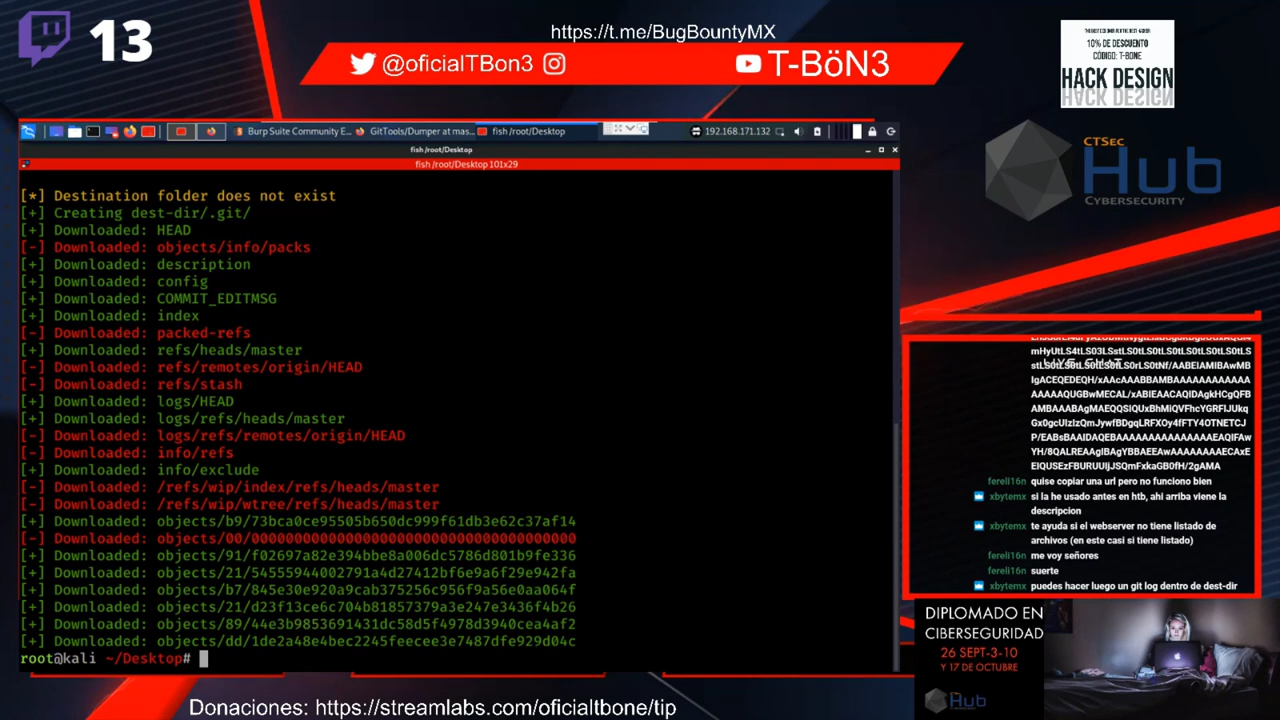 13
https://t.me/BugBountyMX
@oficialTBon3
T-BöN3
10% DE DESCUENTO
CÓDIGO: T-BONE
HACK DESIGN
CTSec
Hub
CYBERSECURITY
Burp Suite Community E...
GitTools/Dumper at mas...
fish /root/Desktop
192.168.171.132
fish /root/Desktop
fish /root/Desktop 101x29
[*] Destination folder does not exist
[+] Creating dest-dir/.git/
[+] Downloaded: HEAD
[-] Downloaded: objects/info/packs
[+] Downloaded: description
[+] Downloaded: config
[+] Downloaded: COMMIT_EDITMSG
[+] Downloaded: index
[-] Downloaded: packed-refs
[+] Downloaded: refs/heads/master
[-] Downloaded: refs/remotes/origin/HEAD
[-] Downloaded: refs/stash
[+] Downloaded: logs/HEAD
[+] Downloaded: logs/refs/heads/master
[-] Downloaded: logs/refs/remotes/origin/HEAD
[-] Downloaded: info/refs
[+] Downloaded: info/exclude
[-] Downloaded: /refs/wip/index/refs/heads/master
[-] Downloaded: /refs/wip/wtree/refs/heads/master
[+] Downloaded: objects/b9/73bca0ce95505b650dc999f61db3e62c37af14
[-] Downloaded: objects/00/00000000000000000000000000000000000000
[+] Downloaded: objects/91/f02697a82e394bbe8a006dc5786d801b9fe336
[+] Downloaded: objects/21/54555944002791a4d27412bf6e9a6f29e942fa
[+] Downloaded: objects/b7/845e30e920a9cab375256c956f9a56e0aa064f
[+] Downloaded: objects/21/d23f13ce6c704b81857379a3e247e3436f4b26
[+] Downloaded: objects/89/44e3b9853691431dc58d5f4978d3940cea4af2
[+] Downloaded: objects/dd/1de2a48e4bec2245feecee3e7487dfe929d04c
root@kali ~/Desktop#
fereli16n quise copiar una url pero no funciono bien
xbytemx si la he usado antes en htb, ahi arriba viene la
descripcion
xbytemx te ayuda si el webserver no tiene listado de
archivos (en este casi si tiene listado)
fereli16n me voy señores
fereli16n suerte
xbytemx puedes hacer luego un git log dentro de dest-dir
DIPLOMADO EN
CIBERSEGURIDAD
26 SEPT-3-10
Y 17 DE OCTUBRE
Hub
Donaciones: https://streamlabs.com/oficialtbone/tip